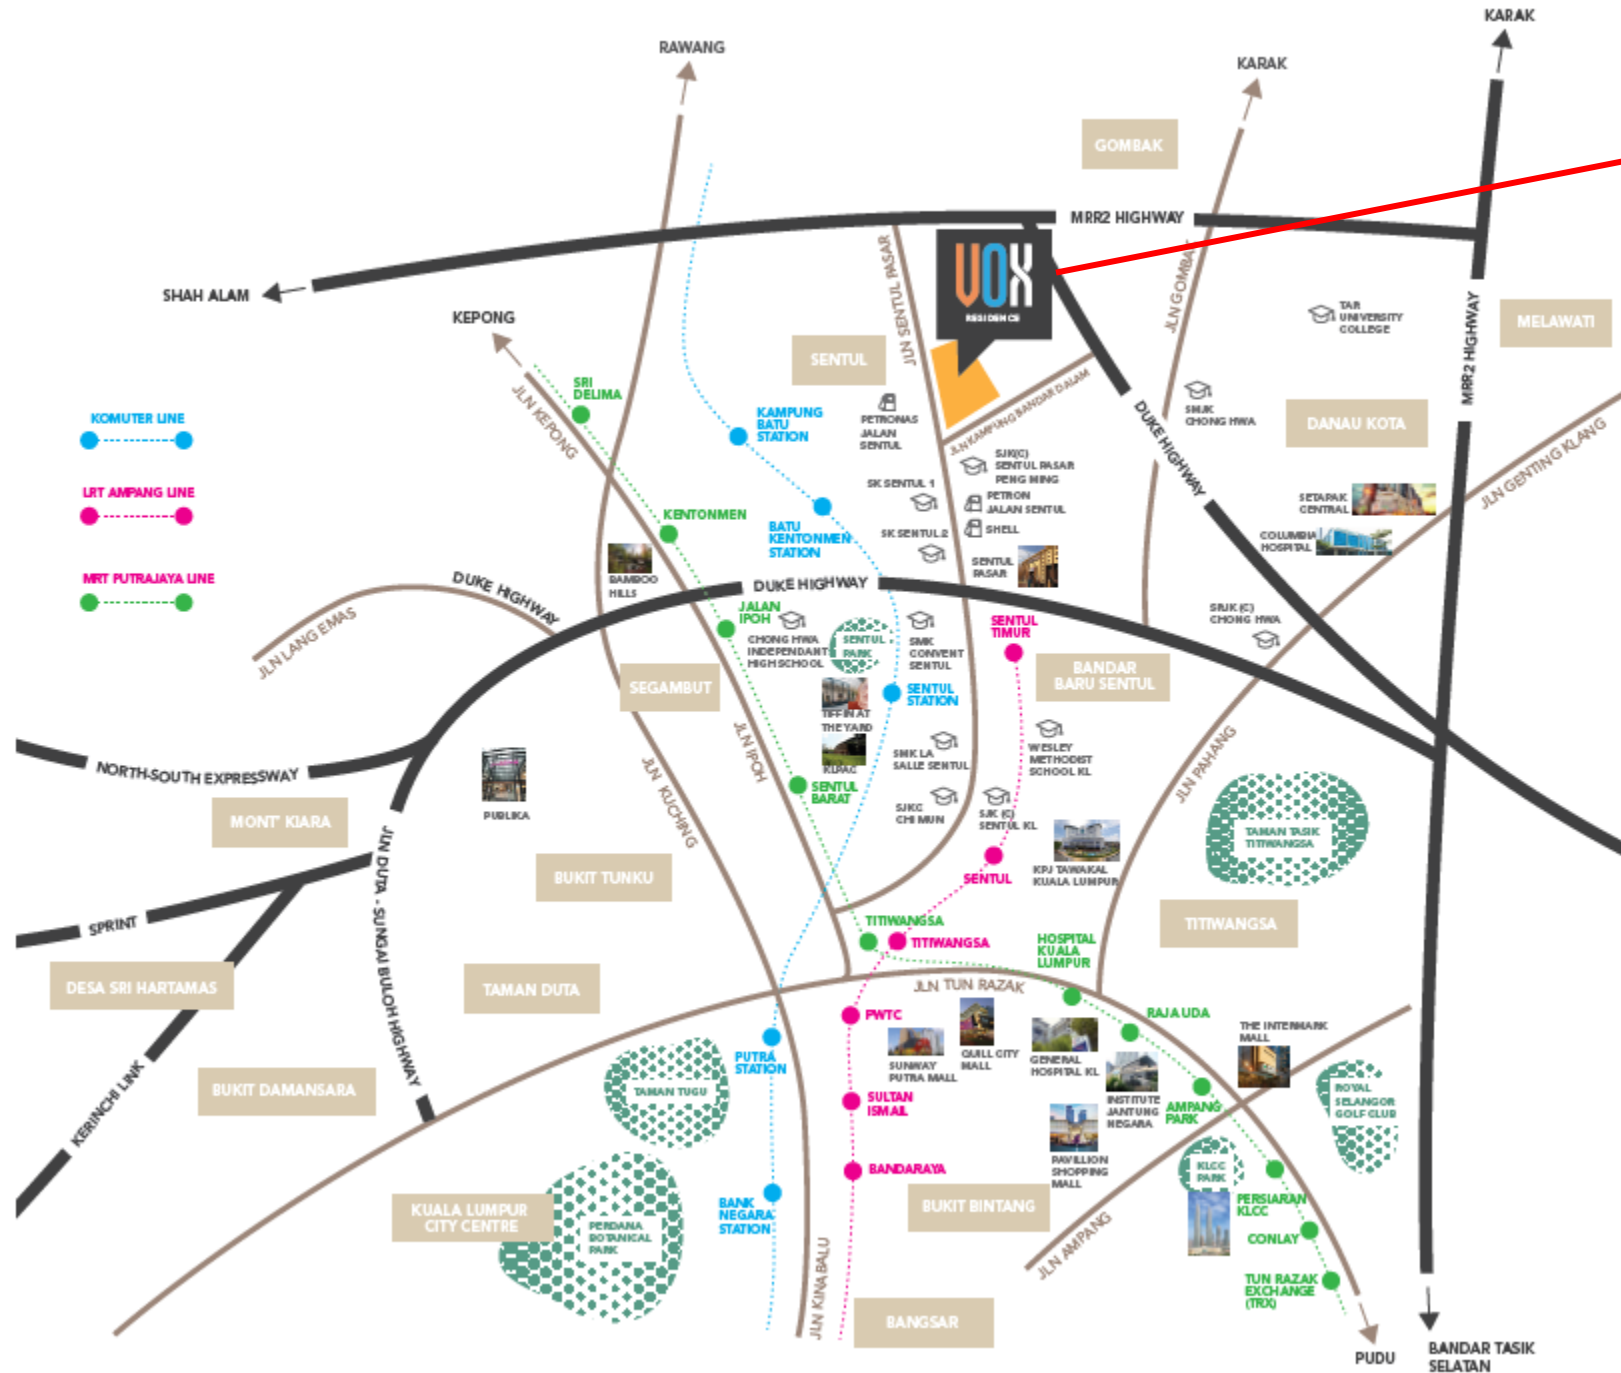 KARAK
RAWANG
KARAK
GOMBAK
MRR2 HIGHWAY
SHAH ALAM
KEPONG
JLN SENTUL PASAR
VOX
RESIDENCE
JLN GOMBAK
TAR
UNIVERSITY
COLLEGE
MELAWATI
MRR2 HIGHWAY
SENTUL
SRI
DELIMA
JLN KEPONG
KOMUTER LINE
KAMPUNG
BATU
STATION
PETRONAS
JALAN
SENTUL
JLN KAMPUNG BANDAR DALAM
DUKE HIGHWAY
SMJK
CHONG HWA
DANAU KOTA
JLN GENTING KLANG
LRT AMPANG LINE
SJK(C)
SENTUL PASAR
PENG MING
SK SENTUL 1
PETRON
JALAN SENTUL
SETAPAK
CENTRAL
KENTONMEN
BATU
KENTONMEN
STATION
SK SENTUL 2
SHELL
COLUMBIA
HOSPITAL
SENTUL
PASAR
MRT PUTRAJAYA LINE
BAMBOO
HILLS
DUKE HIGHWAY
DUKE HIGHWAY
JLN LANG EMAS
JALAN
IPOH
CHONG HWA
INDEPENDANT
HIGH SCHOOL
SENTUL
PARK
SMK
CONVENT
SENTUL
SENTUL
TIMUR
SRJK (C)
CHONG HWA
SEGAMBUT
BANDAR
BARU SENTUL
SENTUL
STATION
TIFFIN AT
THE YARD
JLN IPOH
KLPAC
SMK LA
SALLE SENTUL
WESLEY
METHODIST
SCHOOL KL
JLN PAHANG
NORTH-SOUTH EXPRESSWAY
JLN KUCHING
PUBLIKA
SENTUL
BARAT
SJKC
CHI MUN
SJK (C)
SENTUL KL
MONT' KIARA
TAMAN TASIK
TITIWANGSA
JLN DUTA - SUNGAI BULOH HIGHWAY
BUKIT TUNKU
SENTUL
KPJ TAWAKAL
KUALA LUMPUR
SPRINT
TITIWANGSA
TITIWANGSA
TITIWANGSA
HOSPITAL
KUALA
LUMPUR
DESA SRI HARTAMAS
TAMAN DUTA
JLN TUN RAZAK
PWTC
RAJA UDA
THE INTERMARK
MALL
PUTRA
STATION
SUNWAY
PUTRA MALL
QUILL CITY
MALL
GENERAL
HOSPITAL KL
BUKIT DAMANSARA
KERINCHI LINK
TAMAN TUGU
SULTAN
ISMAIL
INSTITUTE
JANTUNG
NEGARA
AMPANG
PARK
ROYAL
SELANGOR
GOLF CLUB
BANDARAYA
PAVILLION
SHOPPING
MALL
KLCC
PARK
KUALA LUMPUR
CITY CENTRE
PERDANA
BOTANICAL
PARK
BANK
NEGARA
STATION
BUKIT BINTANG
PERSIARAN
KLCC
CONLAY
JLN AMPANG
JLN KINABALU
TUN RAZAK
EXCHANGE
(TRX)
BANGSAR
PUDU
BANDAR TASIK
SELATAN